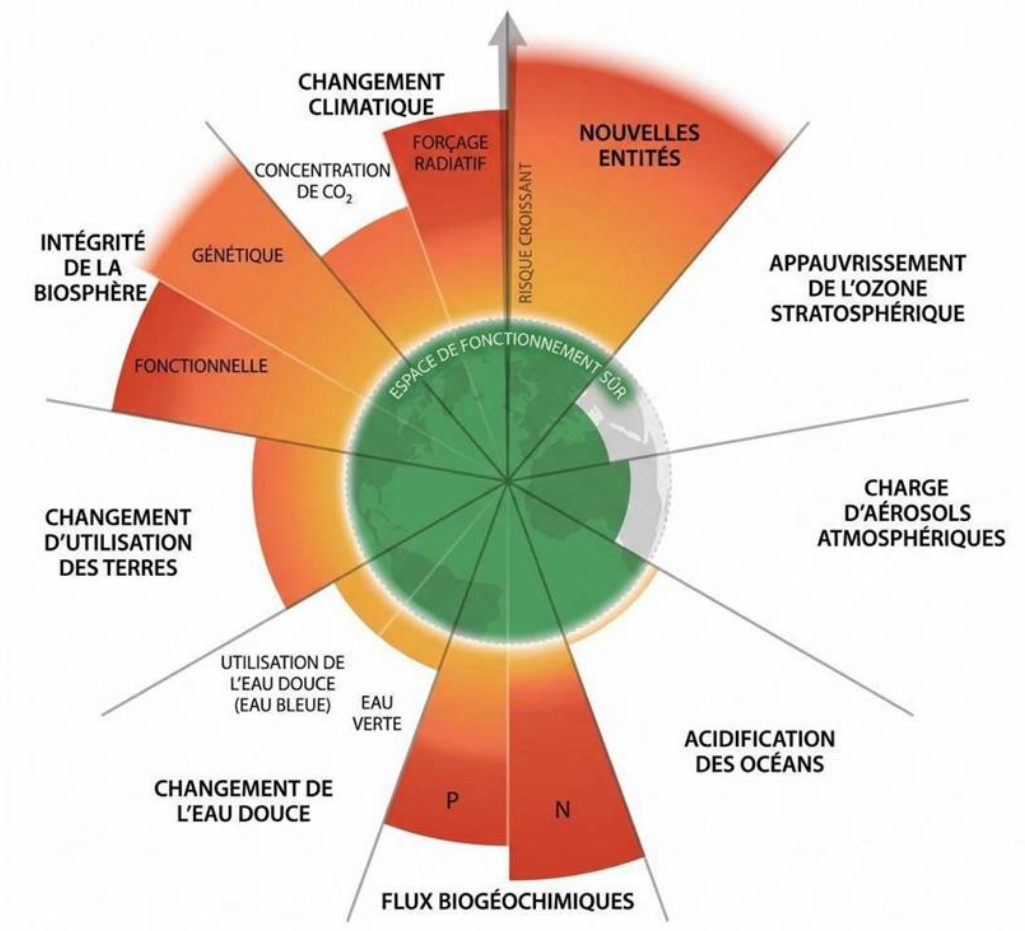 CHANGEMENT
CLIMATIQUE
FORÇAGE
RADIATIF
CONCENTRATION
DE CO₂
NOUVELLES
ENTITÉS
RISQUE CROISSANT
INTÉGRITÉ
DE LA
BIOSPHÈRE
GÉNÉTIQUE
FONCTIONNELLE
APPAUVRISSEMENT
DE L'OZONE
STRATOSPHÉRIQUE
ESPACE DE FONCTIONNEMENT SÛR
CHANGEMENT
D'UTILISATION
DES TERRES
CHARGE
D'AÉROSOLS
ATMOSPHÉRIQUES
UTILISATION DE
L'EAU DOUCE
(EAU BLEUE)
EAU
VERTE
CHANGEMENT DE
L'EAU DOUCE
P
N
ACIDIFICATION
DES OCÉANS
FLUX BIOGÉOCHIMIQUES